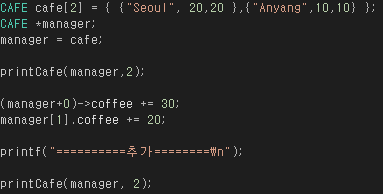 CAFE cafe[2] = { {"Seoul", 20,20 },{"Anyang",10,10} };
CAFE *manager;
manager = cafe;
printCafe(manager,2);
(manager+0)->coffee += 30;
manager[1].coffee += 20;
printf("==========추가========₩n");
printCafe(manager, 2);